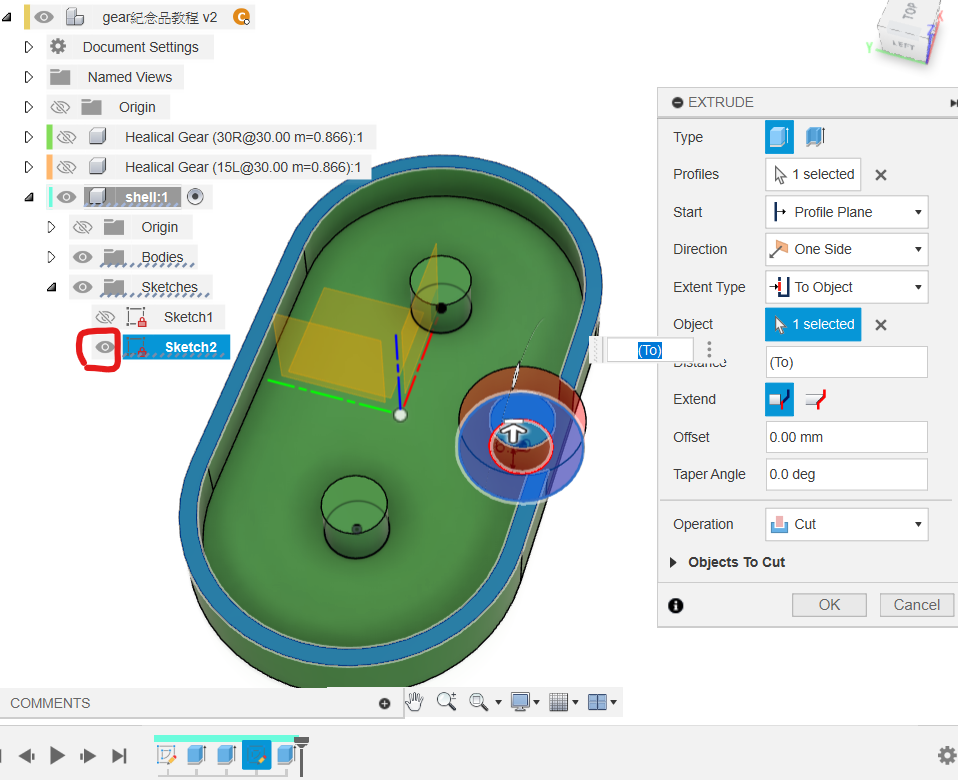 gear紀念品教程 v2
C
Document Settings
Named Views
Origin
Healical Gear (30R@30.00 m=0.866):1
Healical Gear (15L@30.00 m=0.866):1
shell:1
Origin
Bodies
Sketches
Sketch1
Sketch2
TOP
LEFT
X
Y
EXTRUDE
Type
Profiles
1 selected
Start
Profile Plane
Direction
One Side
Extent Type
To Object
Object
1 selected
(To)
Distance
(To)
Extend
Offset
0.00 mm
Taper Angle
0.0 deg
Operation
Cut
Objects To Cut
OK
Cancel
COMMENTS